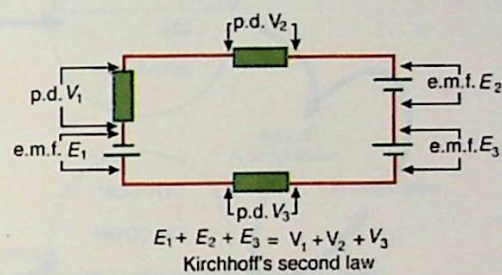 p.d. V₂
p.d. V₁
e.m.f. E₂
e.m.f. E₁
e.m.f. E₃
p.d. V₃
E₁ + E₂ + E₃ = V₁ + V₂ + V₃
Kirchhoff's second law